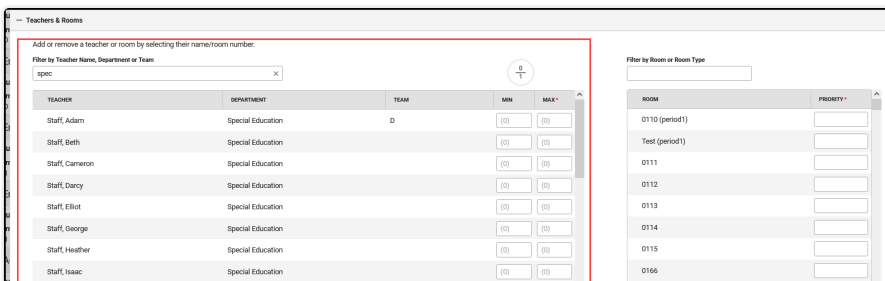 Teachers & Rooms
Add or remove a teacher or room by selecting their name/room number.
Filter by Teacher Name, Department or Team
spec
0
1
TEACHER DEPARTMENT TEAM MIN MAX*
Staff, Adam Special Education D (0) (0)
Staff, Beth Special Education (0) (0)
Staff, Cameron Special Education (0) (0)
Staff, Darcy Special Education (0) (0)
Staff, Elliot Special Education (0) (0)
Staff, George Special Education (0) (0)
Staff, Heather Special Education (0) (0)
Staff, Isaac Special Education (0) (0)
Filter by Room or Room Type
ROOM PRIORITY*
0110 (period1)
Test (period1)
0111
0112
0113
0114
0115
0166